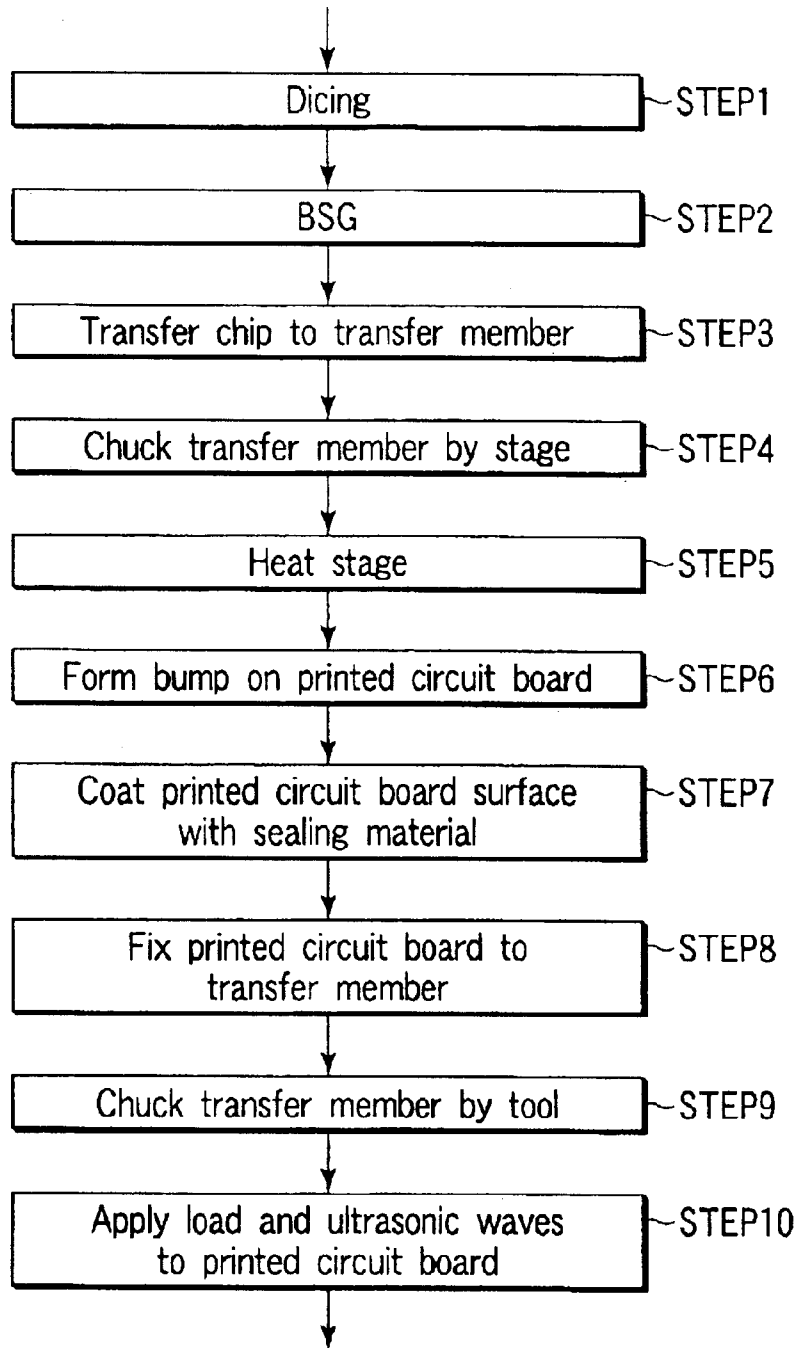 Dicing
STEP1
BSG
STEP2
Transfer chip to transfer member
STEP3
Chuck transfer member by stage
STEP4
Heat stage
STEP5
Form bump on printed circuit board
STEP6
Coat printed circuit board surface
with sealing material
STEP7
Fix printed circuit board to
transfer member
STEP8
Chuck transfer member by tool
STEP9
Apply load and ultrasonic waves
to printed circuit board
STEP10